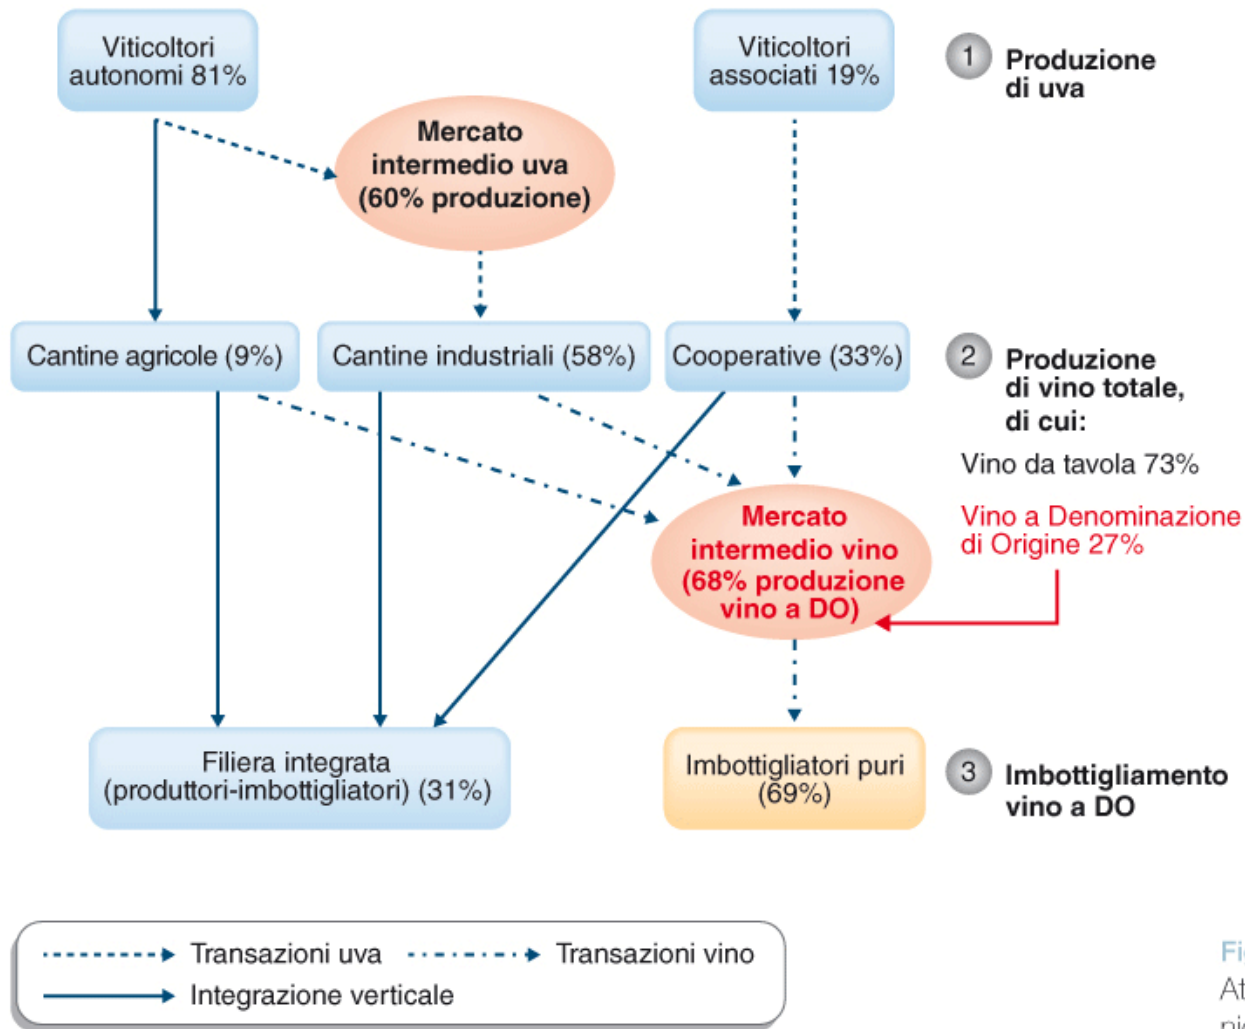 Viticoltori
autonomi 81%
Viticoltori
associati 19%
1 Produzione
di uva
Mercato
intermedio uva
(60% produzione)
Cantine agricole (9%)
Cantine industriali (58%)
Cooperative (33%)
2 Produzione
di vino totale,
di cui:
Vino da tavola 73%
Vino a Denominazione
di Origine 27%
Mercato
intermedio vino
(68% produzione
vino a DO)
Filiera integrata
(produttori-imbottigliatori) (31%)
Imbottigliatori puri
(69%)
3 Imbottigliamento
vino a DO
Transazioni uva
Transazioni vino
Integrazione verticale